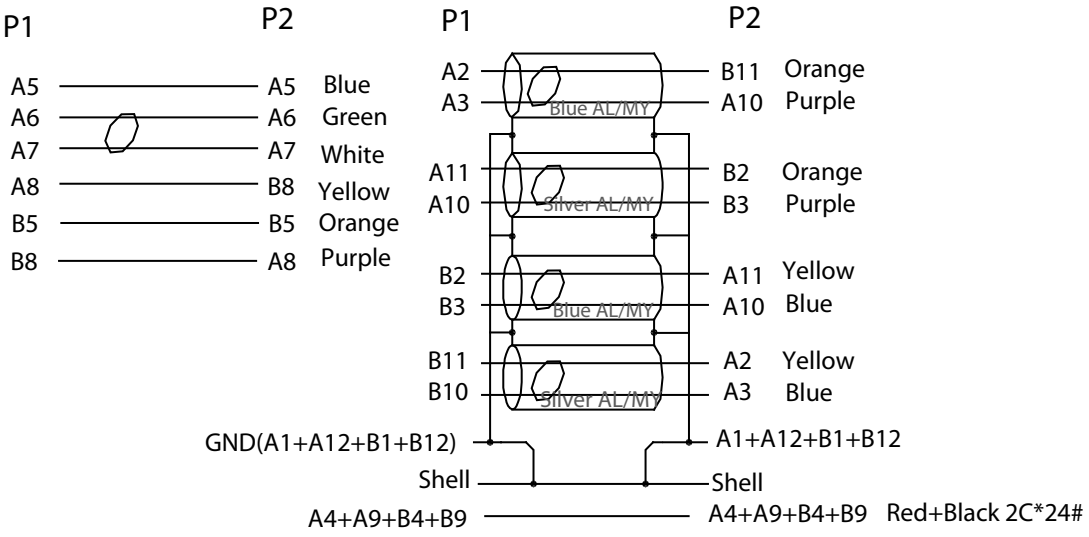 P1 P2
A5 A5 Blue
A6 A6 Green
A7 A7 White
A8 B8 Yellow
B5 B5 Orange
B8 A8 Purple
P1 P2
A2 B11 Orange
A3 A10 Purple
Blue AL/MY
A11 B2 Orange
A10 B3 Purple
Silver AL/MY
B2 A11 Yellow
B3 A10 Blue
Blue AL/MY
B11 A2 Yellow
B10 A3 Blue
Silver AL/MY
GND(A1+A12+B1+B12) A1+A12+B1+B12
Shell Shell
A4+A9+B4+B9 A4+A9+B4+B9 Red+Black 2C*24#